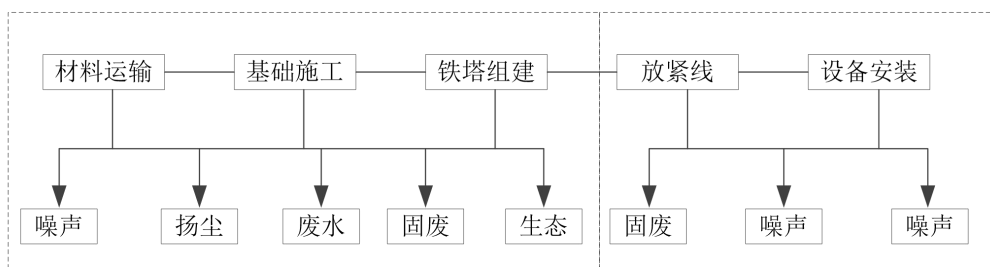 材料运输
基础施工
铁塔组建
放紧线
设备安装
噪声
扬尘
废水
固废
生态
固废
噪声
噪声